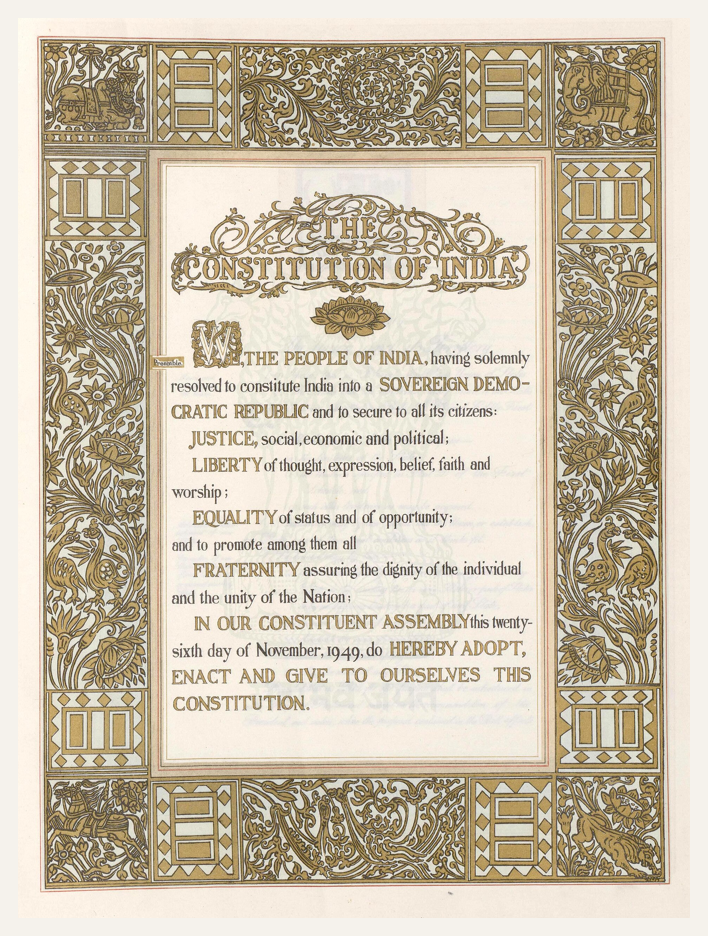 THE
CONSTITUTION OF INDIA
Preamble.
WE, THE PEOPLE OF INDIA, having solemnly
resolved to constitute India into a SOVEREIGN DEMO-
CRATIC REPUBLIC and to secure to all its citizens:
JUSTICE, social, economic and political;
LIBERTY of thought, expression, belief, faith and
worship;
EQUALITY of status and of opportunity;
and to promote among them all
FRATERNITY assuring the dignity of the individual
and the unity of the Nation;
IN OUR CONSTITUENT ASSEMBLY this twenty-
sixth day of November, 1949, do HEREBY ADOPT,
ENACT AND GIVE TO OURSELVES THIS
CONSTITUTION.